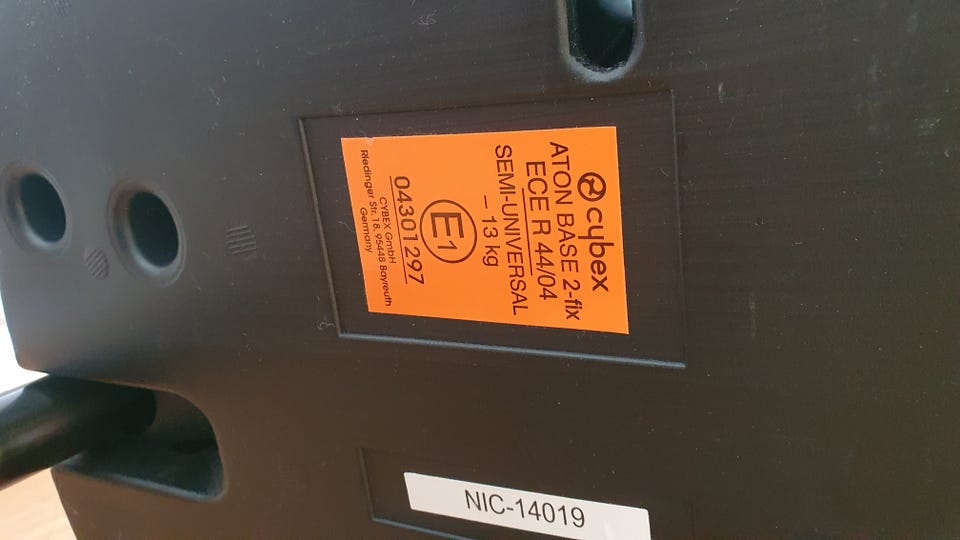 cybex
ATON BASE 2-fix
ECE R 44/04
SEMI-UNIVERSAL
– 13 kg
E1
04301297
CYBEX GmbH
Riedinger Str. 18, 95448 Bayreuth
Germany
NIC-14019